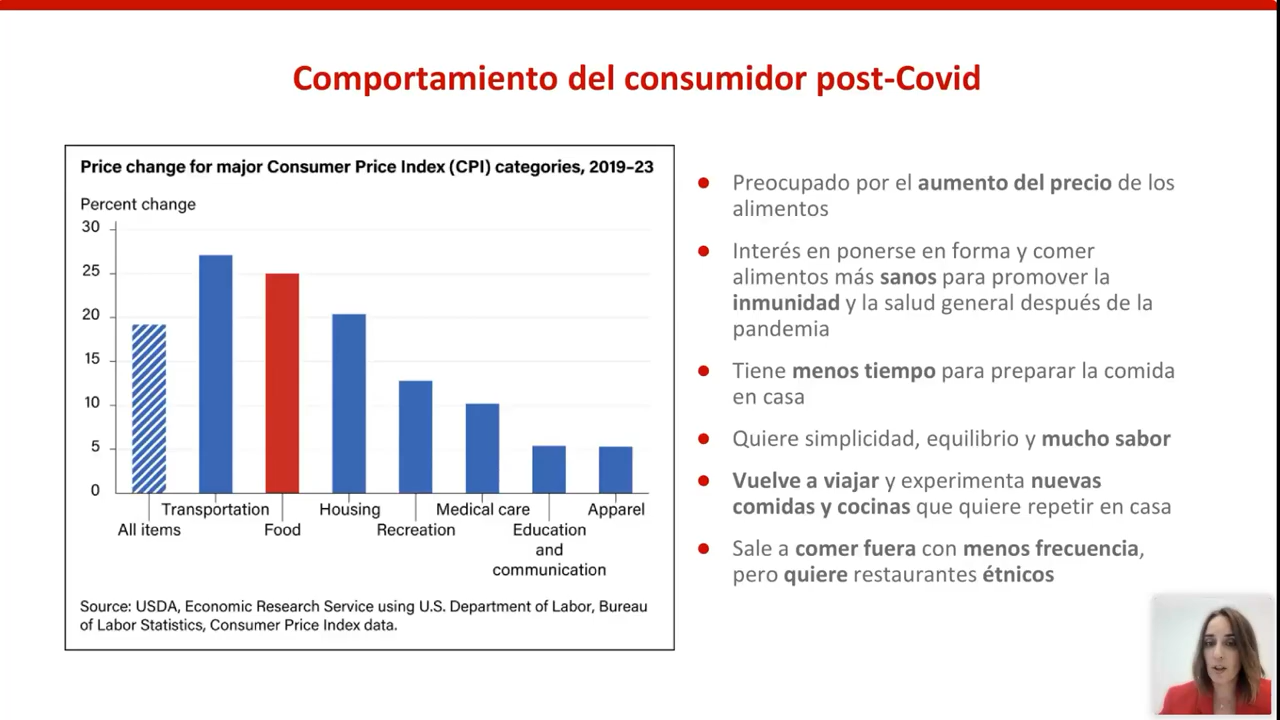 Comportamiento del consumidor post-Covid
Price change for major Consumer Price Index (CPI) categories, 2019–23
Percent change
30
25
20
15
10
5
0
All items
Transportation
Food
Housing
Recreation
Medical care
Education
and
communication
Apparel
Source: USDA, Economic Research Service using U.S. Department of Labor, Bureau
of Labor Statistics, Consumer Price Index data.
Preocupado por el aumento del precio de los
alimentos
Interés en ponerse en forma y comer
alimentos más sanos para promover la
inmunidad y la salud general después de la
pandemia
Tiene menos tiempo para preparar la comida
en casa
Quiere simplicidad, equilibrio y mucho sabor
Vuelve a viajar y experimenta nuevas
comidas y cocinas que quiere repetir en casa
Sale a comer fuera con menos frecuencia,
pero quiere restaurantes étnicos